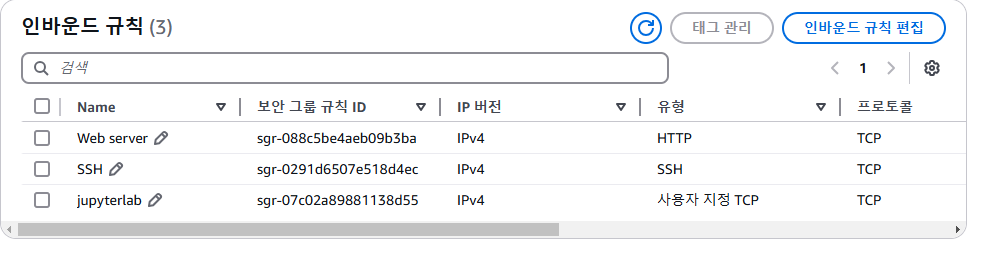 인바운드 규칙 (3)
태그 관리
인바운드 규칙 편집
검색
1
Name 보안 그룹 규칙 ID IP 버전 유형 프로토콜
Web server sgr-088c5be4aeb09b3ba IPv4 HTTP TCP
SSH sgr-0291d6507e518d4ec IPv4 SSH TCP
jupyterlab sgr-07c02a89881138d55 IPv4 사용자 지정 TCP TCP